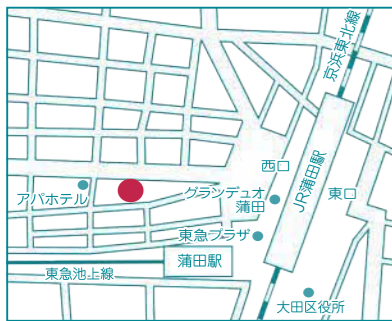 京浜東北線
西口
JR蒲田駅
東口
アパホテル
グランデュオ
蒲田
東急プラザ
蒲田駅
東急池上線
大田区役所